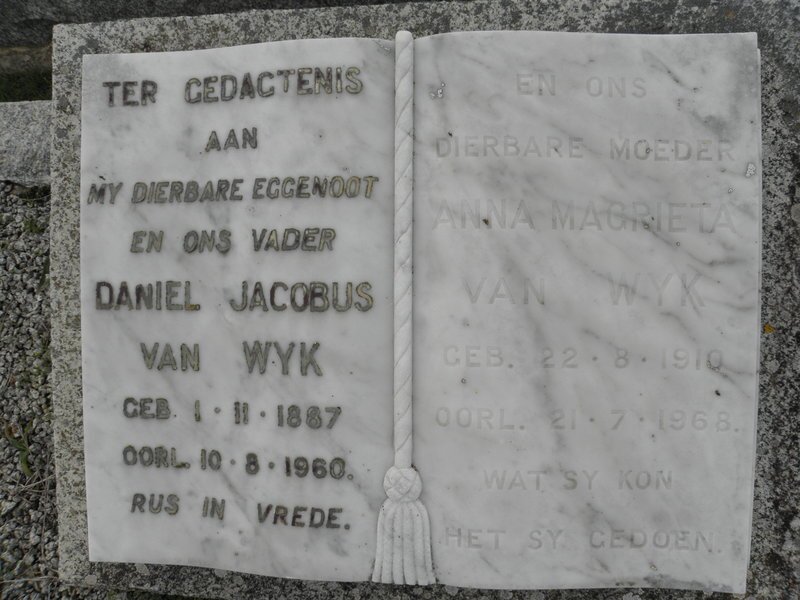 TER GEDACTENIS
AAN
MY DIERBARE EGGENOOT
EN ONS VADER
DANIEL JACOBUS
VAN WYK
GEB. 1·11·1887
OORL. 10·8·1960.
RUS IN VREDE.
EN ONS
DIERBARE MOEDER
ANNA MAGRIETA
VAN WYK
GEB. 22·8·1910
OORL. 21·7·1968.
WAT SY KON
HET SY GEDOEN.